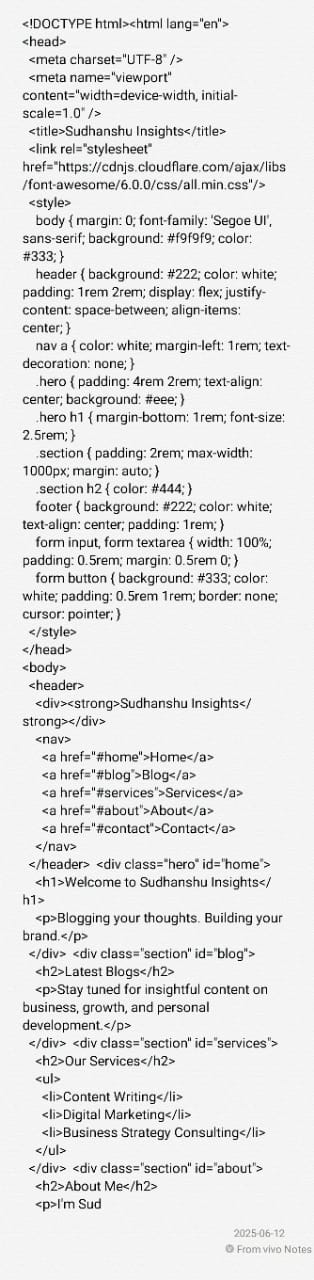 <!DOCTYPE html><html lang="en">
<head>
<meta charset="UTF-8" />
<meta name="viewport"
content="width=device-width, initial-
scale=1.0" />
<title>Sudhanshu Insights</title>
<link rel="stylesheet"
href="https://cdnjs.cloudflare.com/ajax/libs
/font-awesome/6.0.0/css/all.min.css"/>
<style>
body { margin: 0; font-family: 'Segoe UI',
sans-serif; background: #f9f9f9; color:
#333; }
header { background: #222; color: white;
padding: 1rem 2rem; display: flex; justify-
content: space-between; align-items:
center; }
nav a { color: white; margin-left: 1rem; text-
decoration: none; }
.hero { padding: 4rem 2rem; text-align:
center; background: #eee; }
.hero h1 { margin-bottom: 1rem; font-size:
2.5rem; }
.section { padding: 2rem; max-width:
1000px; margin: auto; }
.section h2 { color: #444; }
footer { background: #222; color: white;
text-align: center; padding: 1rem; }
form input, form textarea { width: 100%;
padding: 0.5rem; margin: 0.5rem 0; }
form button { background: #333; color:
white; padding: 0.5rem 1rem; border: none;
cursor: pointer; }
</style>
</head>
<body>
<header>
<div><strong>Sudhanshu Insights</
strong></div>
<nav>
<a href="#home">Home</a>
<a href="#blog">Blog</a>
<a href="#services">Services</a>
<a href="#about">About</a>
<a href="#contact">Contact</a>
</nav>
</header> <div class="hero" id="home">
<h1>Welcome to Sudhanshu Insights</
h1>
<p>Blogging your thoughts. Building your
brand.</p>
</div> <div class="section" id="blog">
<h2>Latest Blogs</h2>
<p>Stay tuned for insightful content on
business, growth, and personal
development.</p>
</div> <div class="section" id="services">
<h2>Our Services</h2>
<ul>
<li>Content Writing</li>
<li>Digital Marketing</li>
<li>Business Strategy Consulting</li>
</ul>
</div> <div class="section" id="about">
<h2>About Me</h2>
<p>I'm Sud
2025-06-12
From vivo Notes